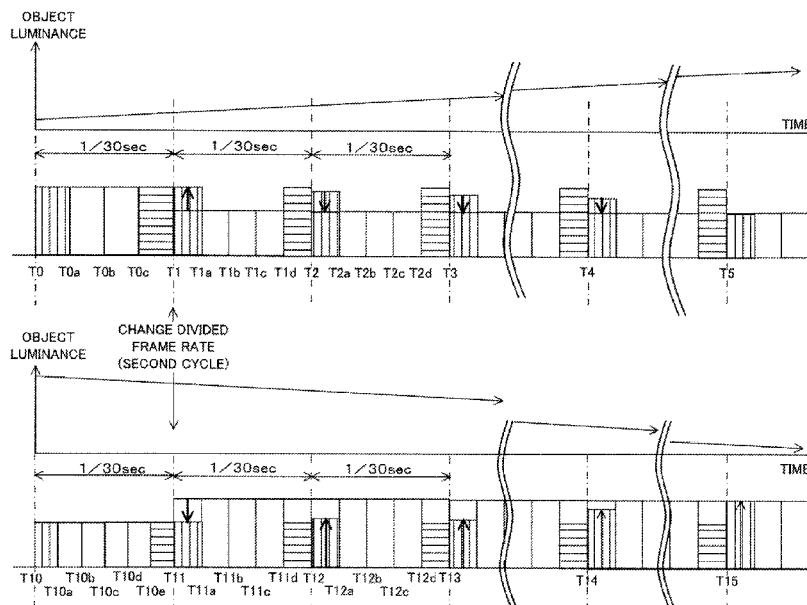 OBJECT
LUMINANCE
TIME
1/30sec 1/30sec 1/30sec
T0 T0a T0b T0c T1 T1a T1b T1c T1d T2 T2a T2b T2c T2d T3 T4 T5
CHANGE DIVIDED
FRAME RATE
(SECOND CYCLE)
OBJECT
LUMINANCE
TIME
1/30sec 1/30sec 1/30sec
T10 T10b T10d T11 T11b T11d T12 T12b T12d T13 T14 T15
T10a T10c T10e T11a T11c T12a T12c